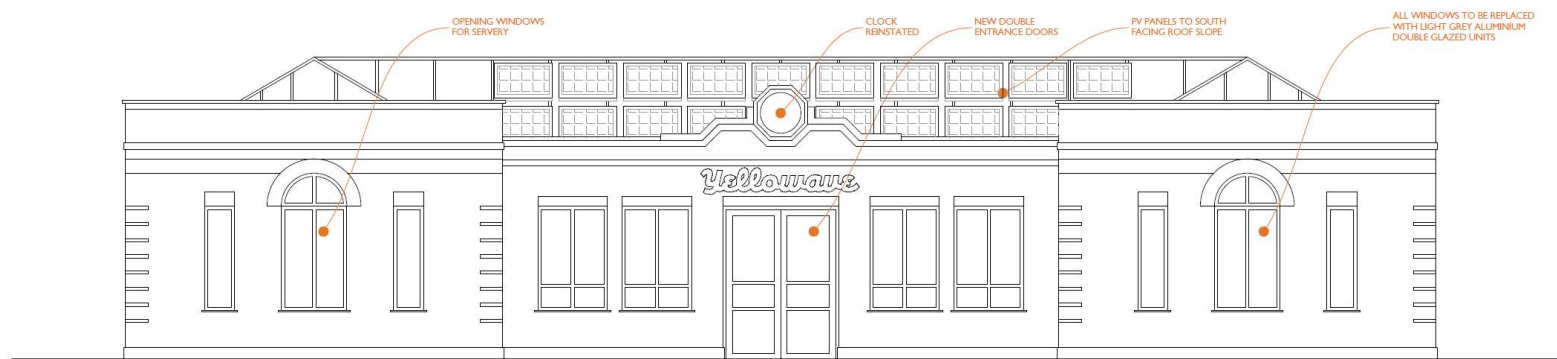 OPENING WINDOWS
FOR SERVERY
CLOCK
REINSTATED
NEW DOUBLE
ENTRANCE DOORS
PV PANELS TO SOUTH
FACING ROOF SLOPE
ALL WINDOWS TO BE REPLACED
WITH LIGHT GREY ALUMINIUM
DOUBLE GLAZED UNITS
Yellowave